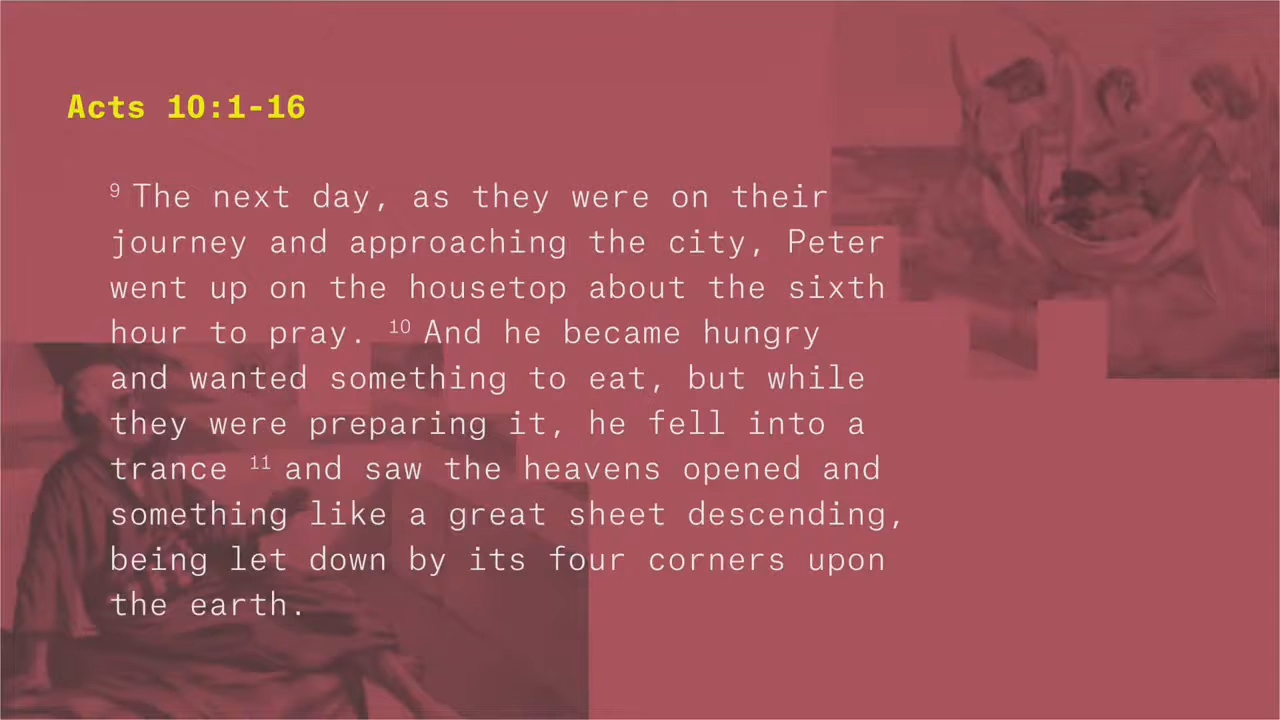 Acts 10:1-16
9 The next day, as they were on their
journey and approaching the city, Peter
went up on the housetop about the sixth
hour to pray. 10 And he became hungry
and wanted something to eat, but while
they were preparing it, he fell into a
trance 11 and saw the heavens opened and
something like a great sheet descending,
being let down by its four corners upon
the earth.